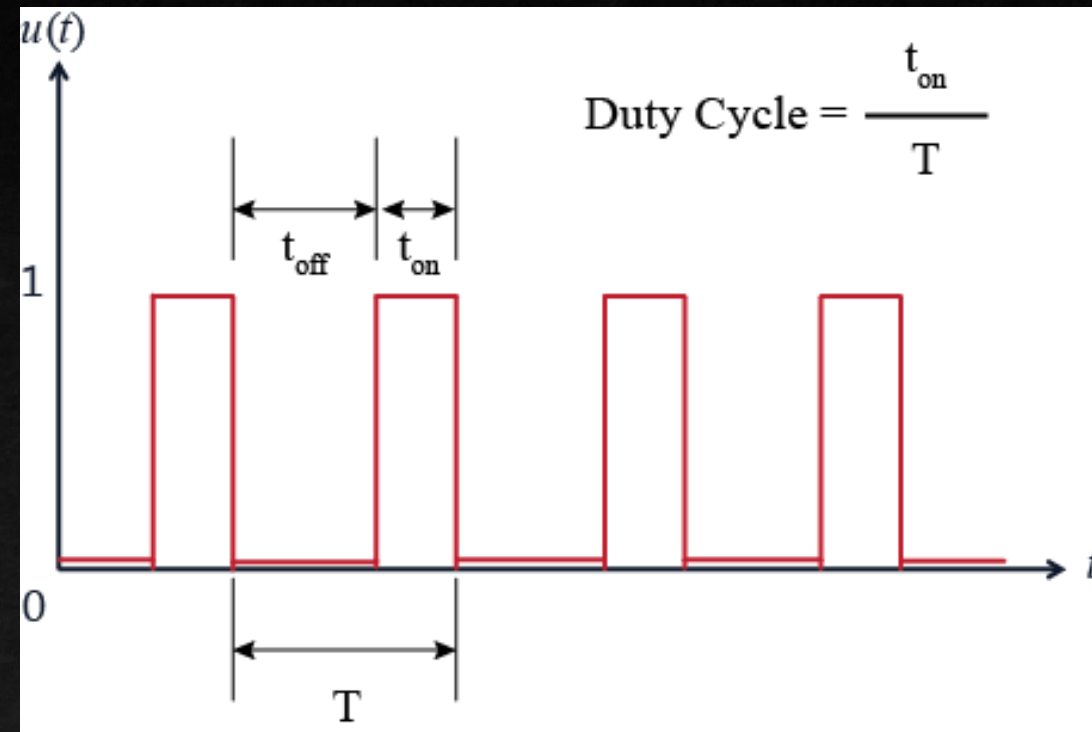 u(t)
t_on
Duty Cycle = 
T
t_off
t_on
1
0
t
T